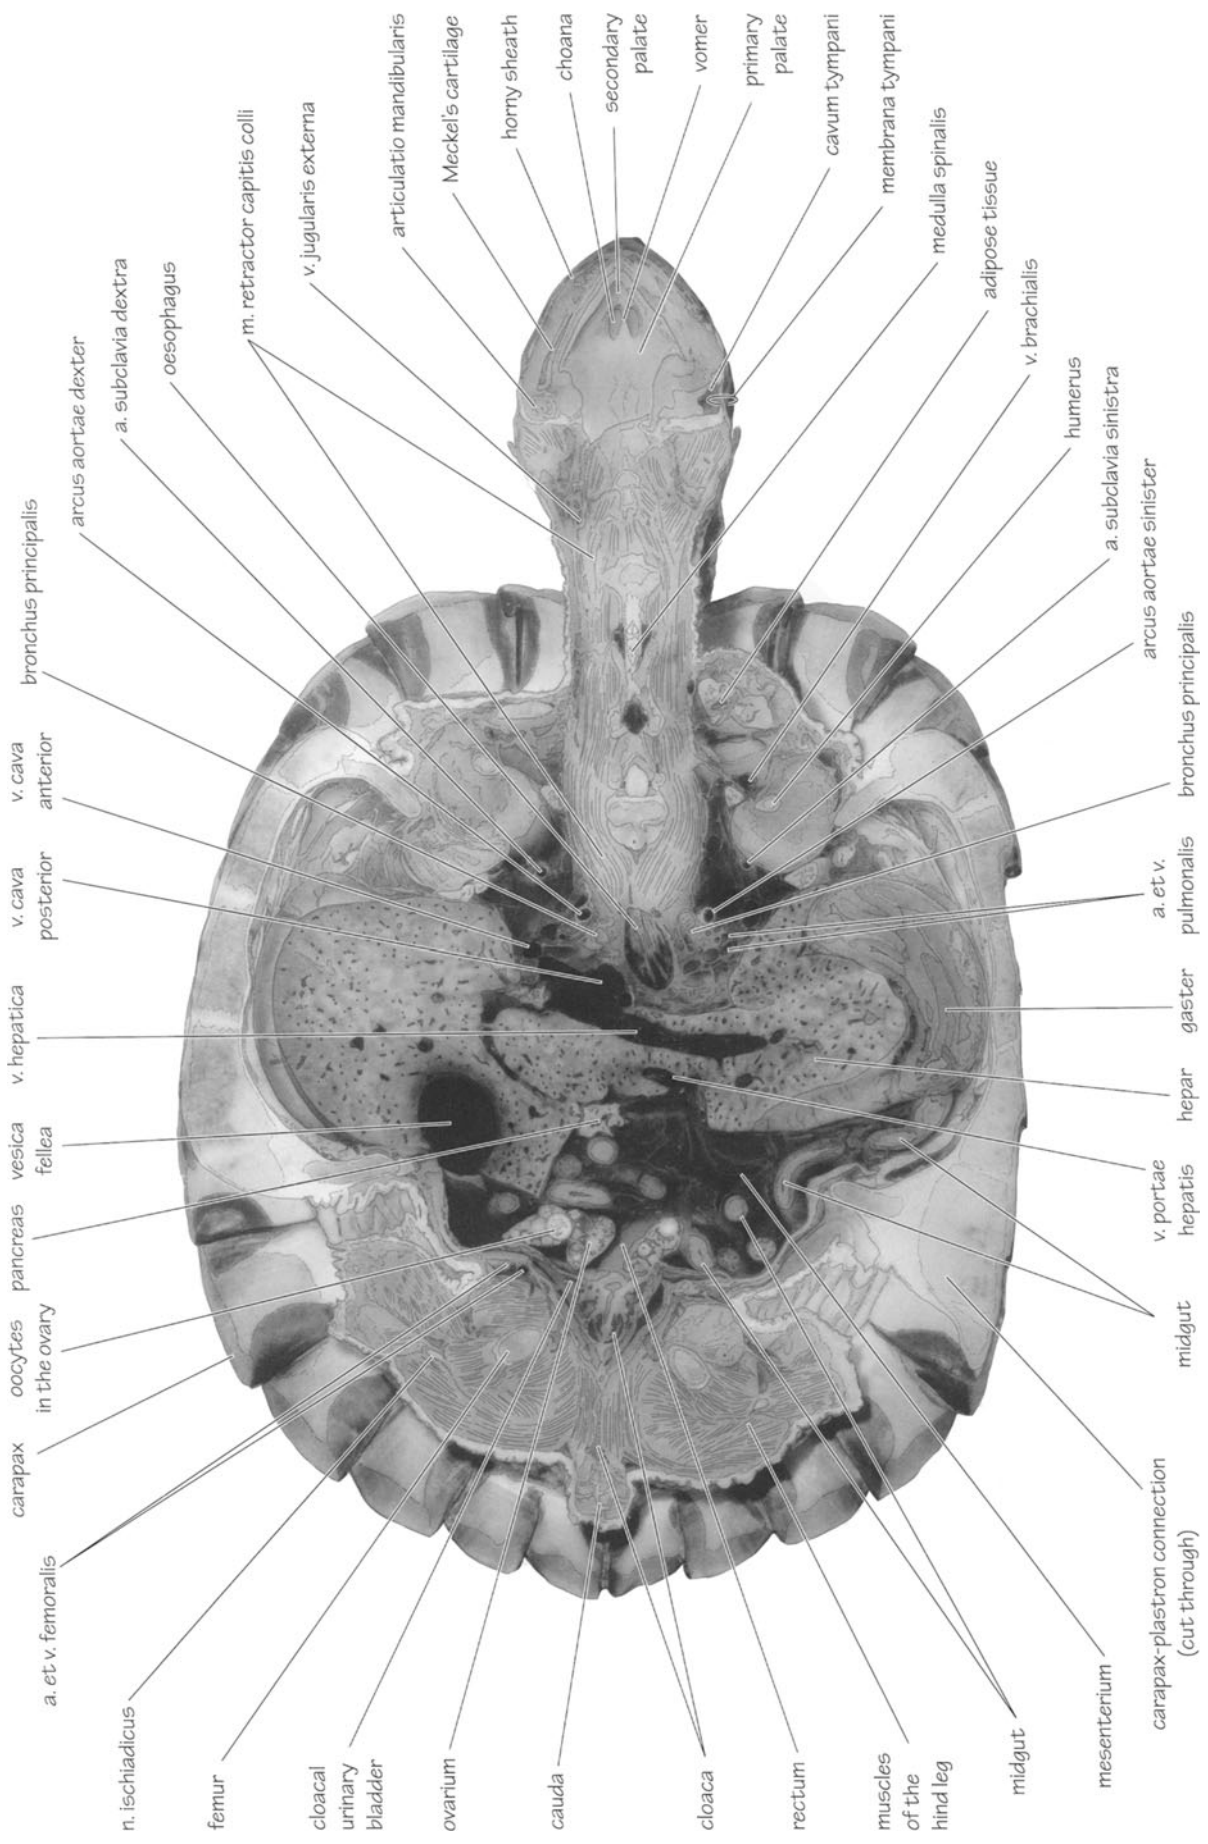 bronchus principalis
arcus aortae dexter
a. subclavia dextra
oesophagus
m. retractor capitis colli
v. jugularis externa
articulatio mandibularis
Meckel's cartilage
horny sheath
choana
secondary
palate
vomer
primary
palate
cavum tympani
membrana tympani
medulla spinalis
adipose tissue
v. brachialis
humerus
a. subclavia sinistra
arcus aortae sinister
bronchus principalis
v. cava
anterior
v. cava
posterior
v. hepatica
vesica
fellea
pancreas
oocytes
in the ovary
carapax
a. et v.
pulmonalis
gaster
hepar
v. portae
hepatis
midgut
carapax-plastron connection
(cut through)
a. et v. femoralis
n. ischiadicus
femur
cloacal
urinary
bladder
ovarium
cauda
cloaca
rectum
muscles
of the
hind leg
midgut
mesenterium